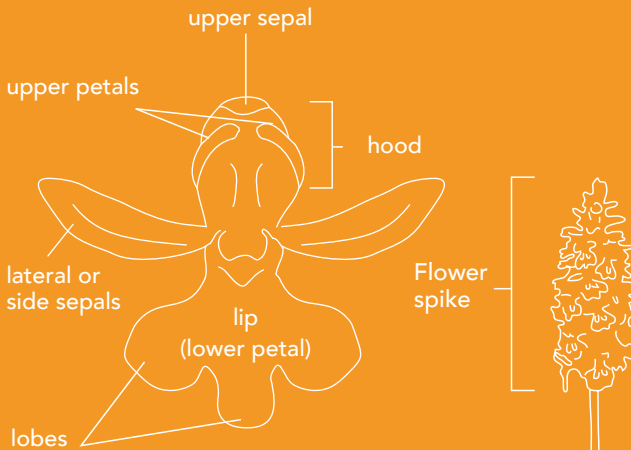 upper sepal
upper petals
hood
lateral or
side sepals
Flower
spike
lip
(lower petal)
lobes